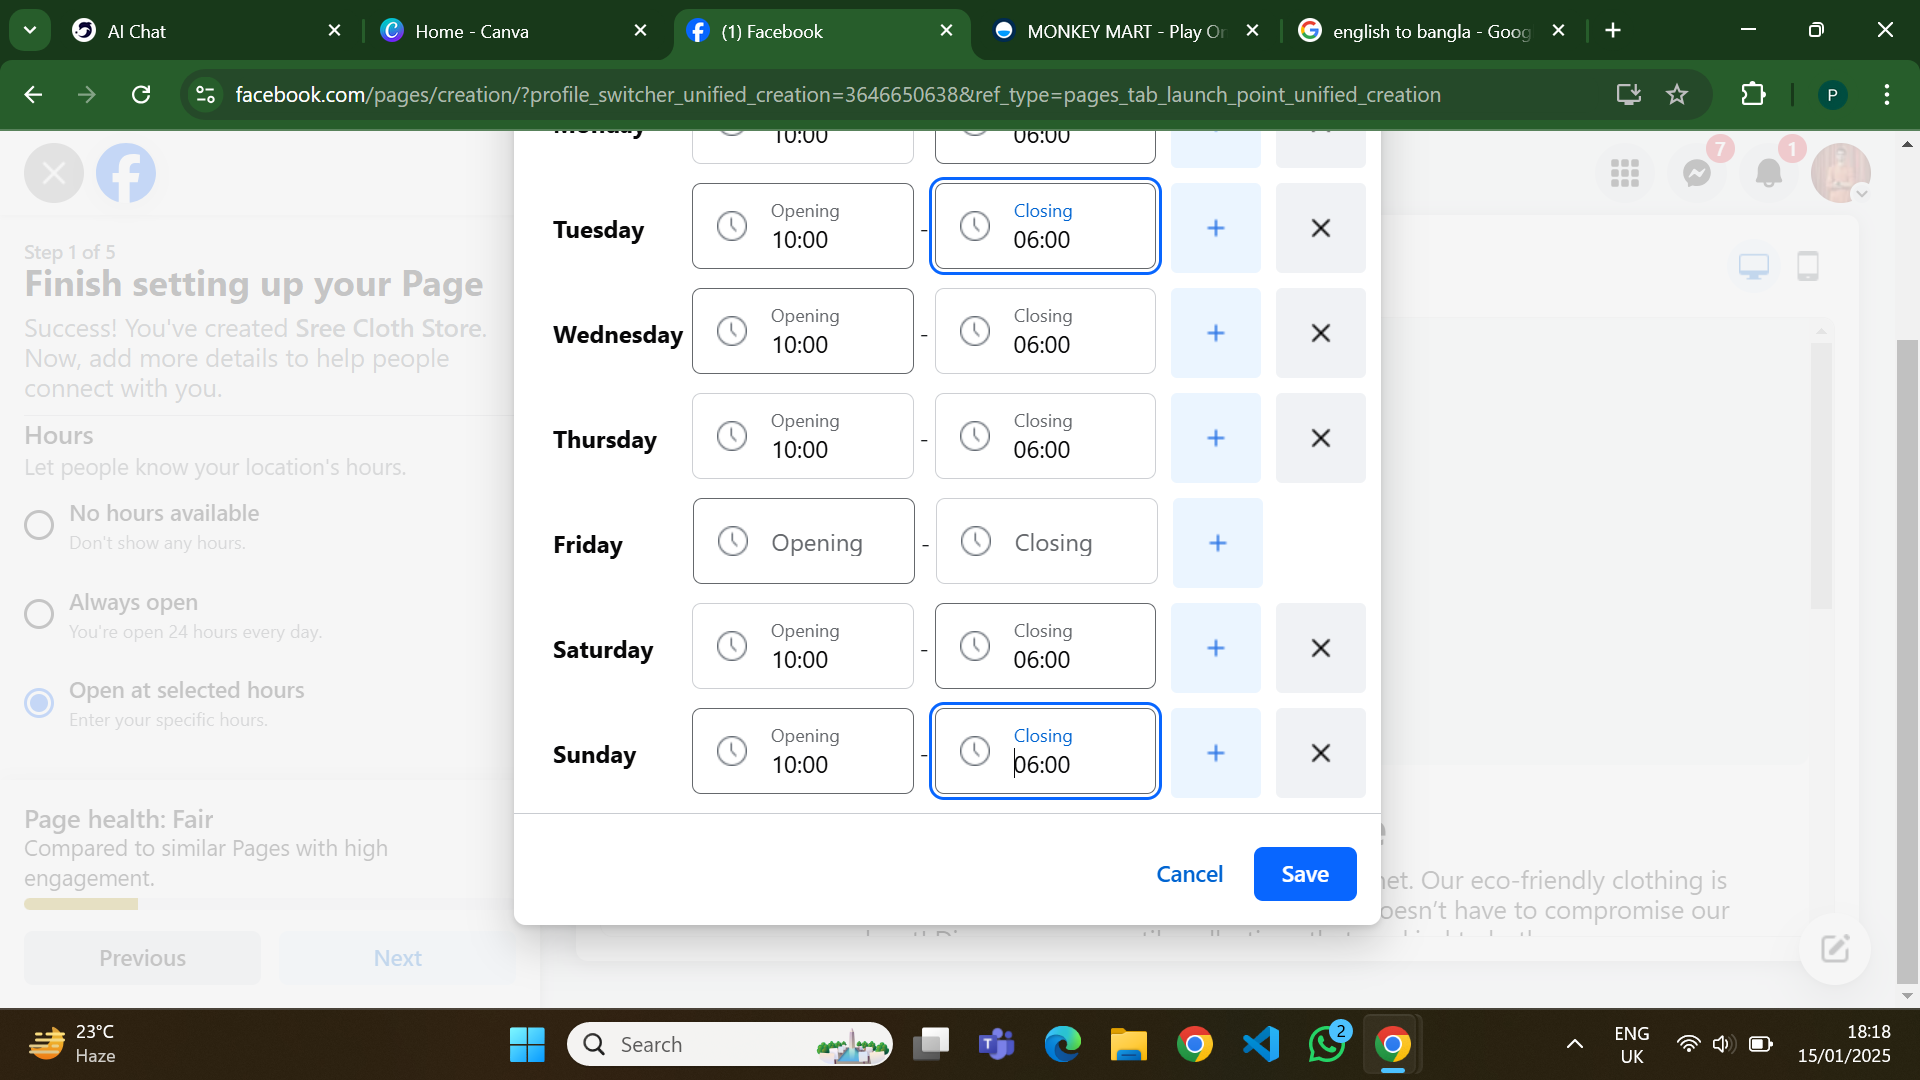 AI Chat
Home - Canva
(1) Facebook
MONKEY MART - Play Or
english to bangla - Goog
facebook.com/pages/creation/?profile_switcher_unified_creation=3646650638&ref_type=pages_tab_launch_point_unified_creation
P
7
1
Step 1 of 5
Finish setting up your Page
Success! You've created Sree Cloth Store.
Now, add more details to help people
connect with you.
Hours
Let people know your location's hours.
No hours available
Don't show any hours.
Always open
You're open 24 hours every day.
Open at selected hours
Enter your specific hours.
Page health: Fair
Compared to similar Pages with high
engagement.
Previous
Next
Monday
10:00
06:00
Tuesday
Opening
10:00
-
Closing
06:00
Wednesday
Opening
10:00
-
Closing
06:00
Thursday
Opening
10:00
-
Closing
06:00
Friday
Opening
-
Closing
Saturday
Opening
10:00
-
Closing
06:00
Sunday
Opening
10:00
-
Closing
06:00
Cancel
Save
net. Our eco-friendly clothing is
oesn't have to compromise our
23°C
Haze
Search
2
ENG
UK
18:18
15/01/2025